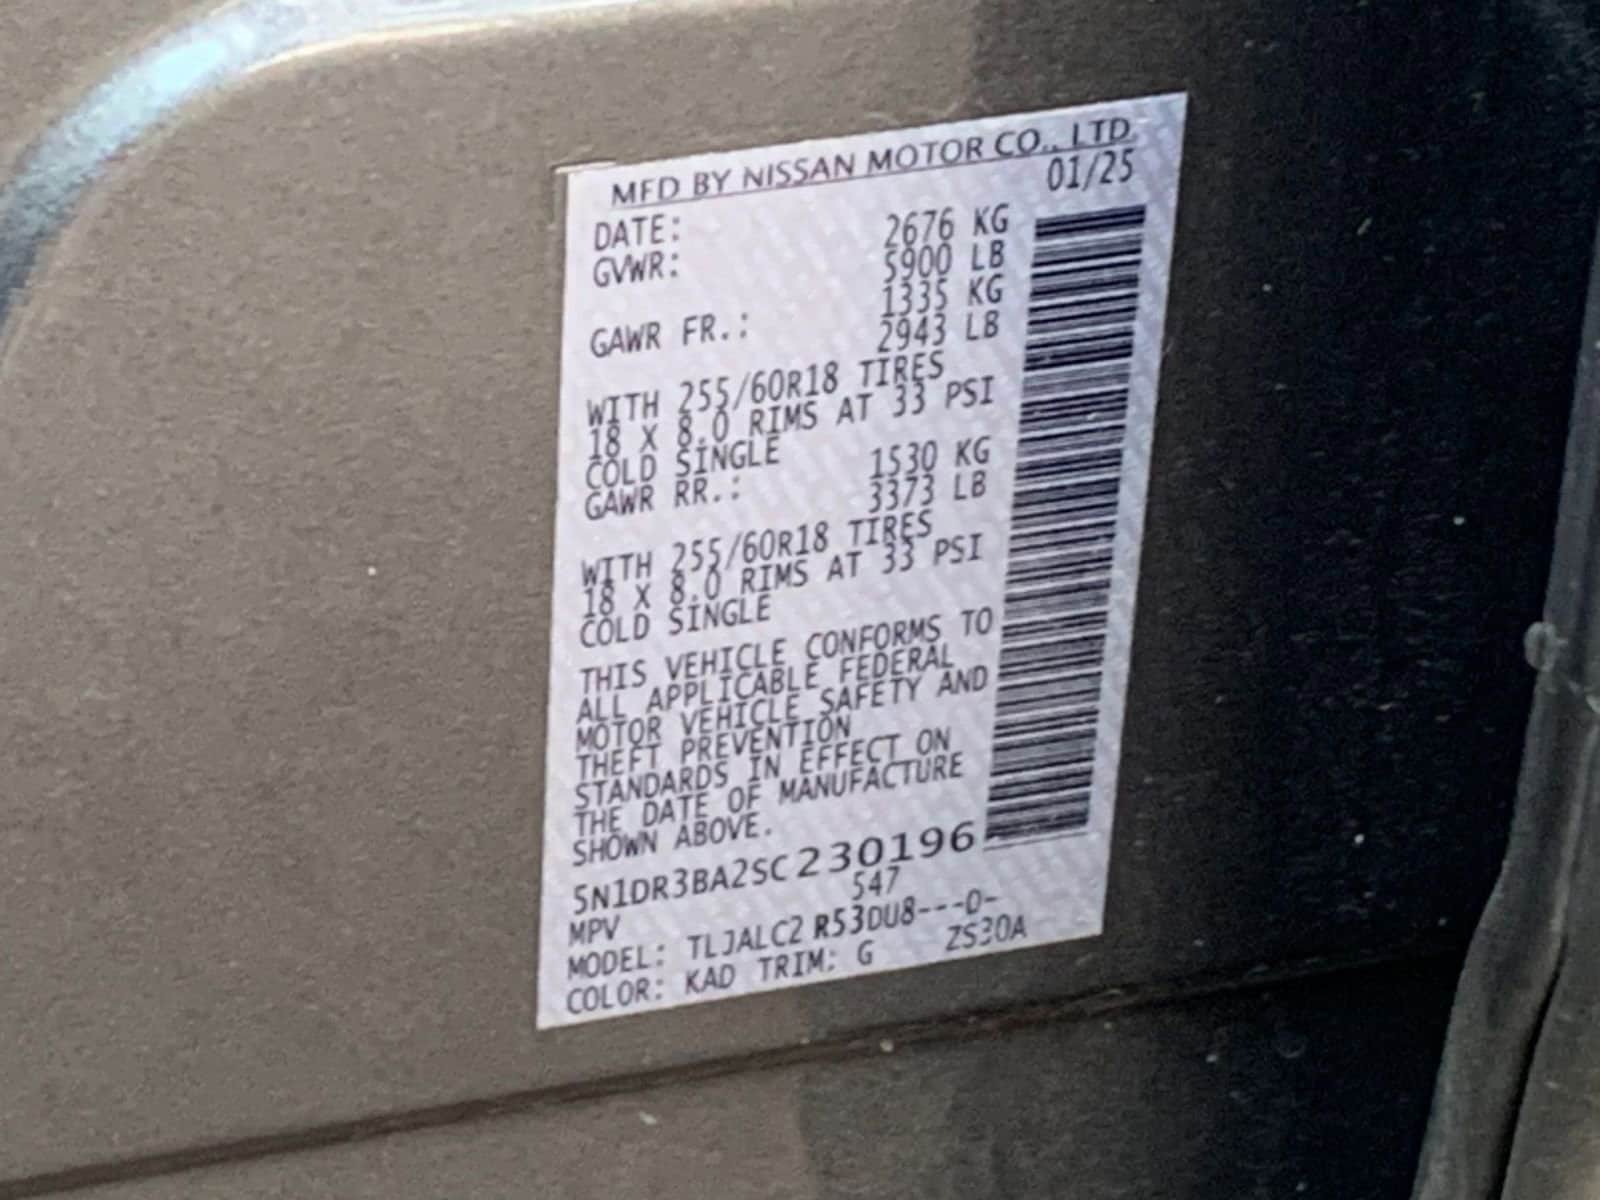 MFD BY NISSAN MOTOR CO., LTD.
DATE: 01/25
GVWR: 2676 KG
5900 LB
GAWR FR.: 1335 KG
2943 LB
WITH 255/60R18 TIRES
18 X 8.0 RIMS AT 33 PSI
COLD SINGLE
GAWR RR.: 1530 KG
3373 LB
WITH 255/60R18 TIRES
18 X 8.0 RIMS AT 33 PSI
COLD SINGLE
THIS VEHICLE CONFORMS TO
ALL APPLICABLE FEDERAL
MOTOR VEHICLE SAFETY AND
THEFT PREVENTION
STANDARDS IN EFFECT ON
THE DATE OF MANUFACTURE
SHOWN ABOVE.
5N1DR3BA2SC230196
MPV 547
MODEL: TLJALC2 R53DU8---0-
COLOR: KAD TRIM: G ZS30A